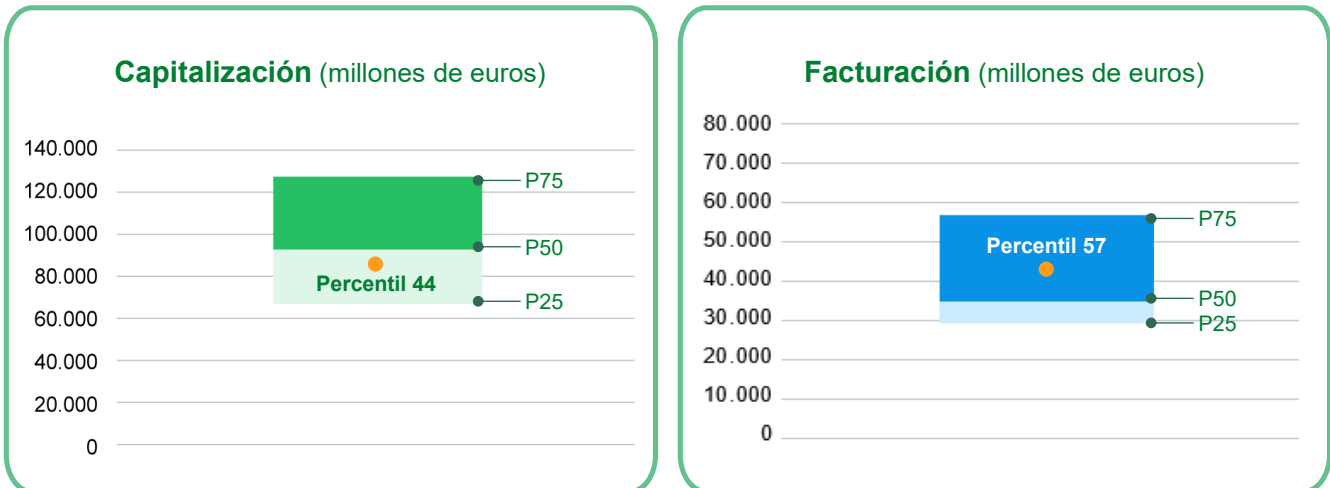 Capitalización (millones de euros)
140.000
120.000
100.000
80.000
60.000
40.000
20.000
0
P75
P50
P25
Percentil 44
Facturación (millones de euros)
80.000
70.000
60.000
50.000
40.000
30.000
20.000
10.000
0
P75
Percentil 57
P50
P25